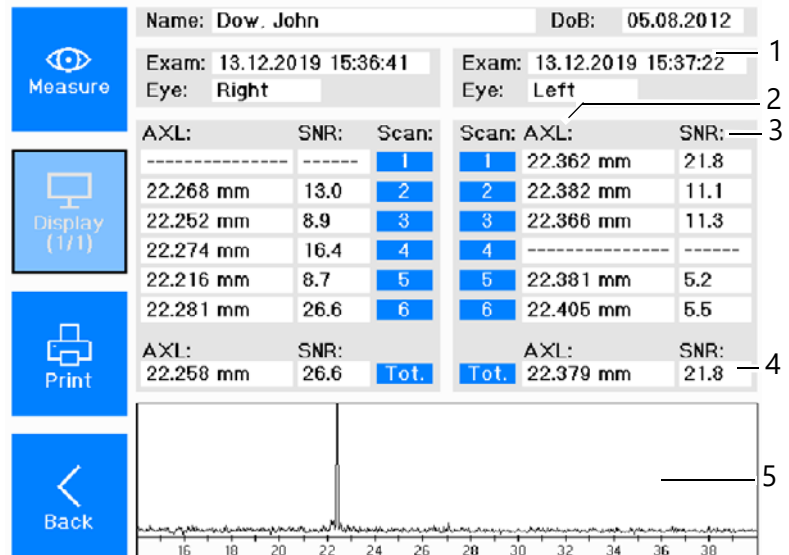 Name: Dow, John DoB: 05.08.2012
Exam: 13.12.2019 15:36:41 Exam: 13.12.2019 15:37:22 1
Measure Eye: Right Eye: Left 2
AXL: SNR: Scan: Scan: AXL: SNR: 3
--------------- ------ 1 1 22.362 mm 21.8
22.268 mm 13.0 2 2 22.382 mm 11.1
Display 22.252 mm 8.9 3 3 22.366 mm 11.3
(1/1) 22.274 mm 16.4 4 4 --------------- ------
22.216 mm 8.7 5 5 22.381 mm 5.2
22.281 mm 26.6 6 6 22.405 mm 5.5
AXL: SNR: AXL: SNR:
Print 22.258 mm 26.6 Tot. Tot. 22.379 mm 21.8 4
5
Back
16 18 20 22 24 26 28 30 32 34 36 38